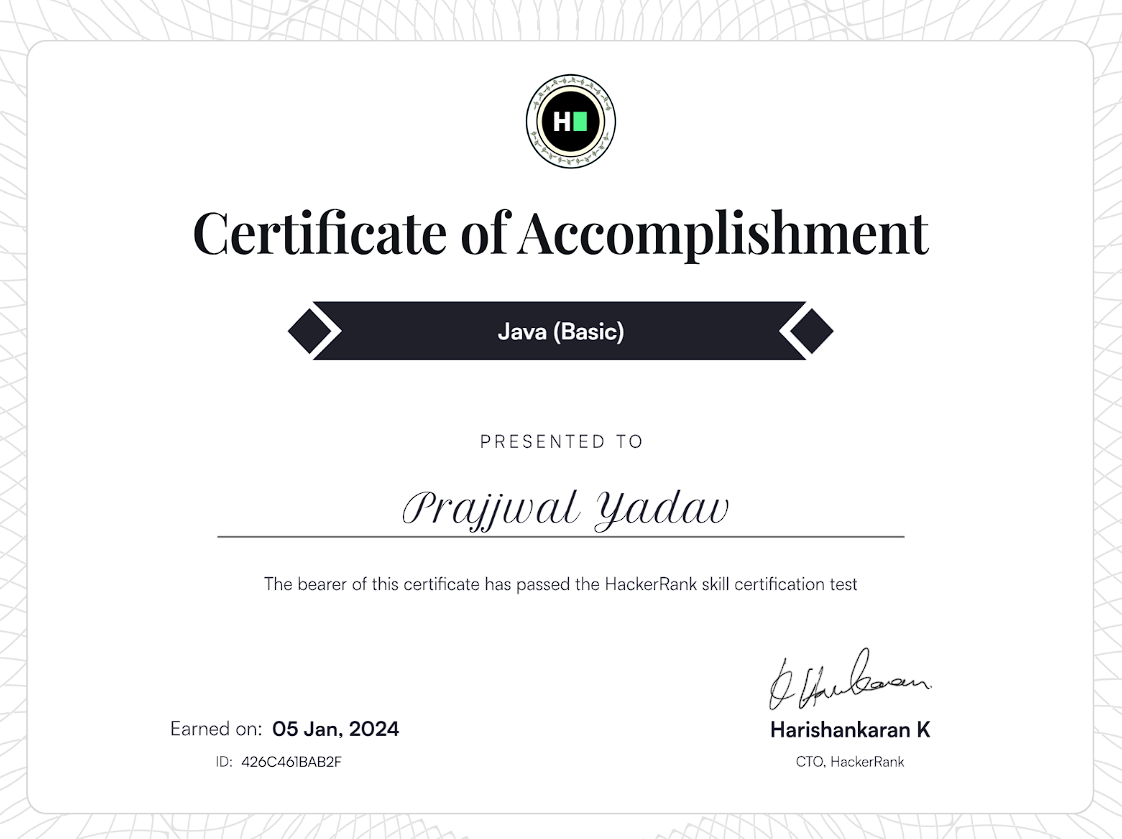 H
Certificate of Accomplishment
Java (Basic)
PRESENTED TO
Prajjwal Yadav
The bearer of this certificate has passed the HackerRank skill certification test
Earned on: 05 Jan, 2024
ID: 426C461BAB2F
Harishankaran K
CTO, HackerRank